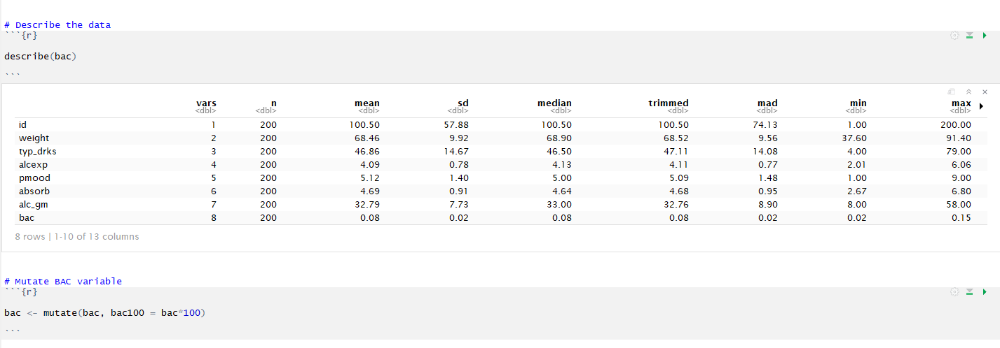 # Describe the data
```{r}
describe(bac)
```
vars n mean sd median trimmed mad min max
<dbl> <dbl> <dbl> <dbl> <dbl> <dbl> <dbl> <dbl> <dbl>
id 1 200 100.50 57.88 100.50 100.50 74.13 1.00 200.00
weight 2 200 68.46 9.92 68.90 68.52 9.56 37.60 91.40
typ_drks 3 200 46.86 14.67 46.50 47.11 14.08 4.00 79.00
alcexp 4 200 4.09 0.78 4.13 4.11 0.77 2.01 6.06
pmood 5 200 5.12 1.40 5.00 5.09 1.48 1.00 9.00
absorb 6 200 4.69 0.91 4.64 4.68 0.95 2.67 6.80
alc_gm 7 200 32.79 7.73 33.00 32.76 8.90 8.00 58.00
bac 8 200 0.08 0.02 0.08 0.08 0.02 0.02 0.15
8 rows | 1-10 of 13 columns
# Mutate BAC variable
```{r}
bac <- mutate(bac, bac100 = bac*100)
```